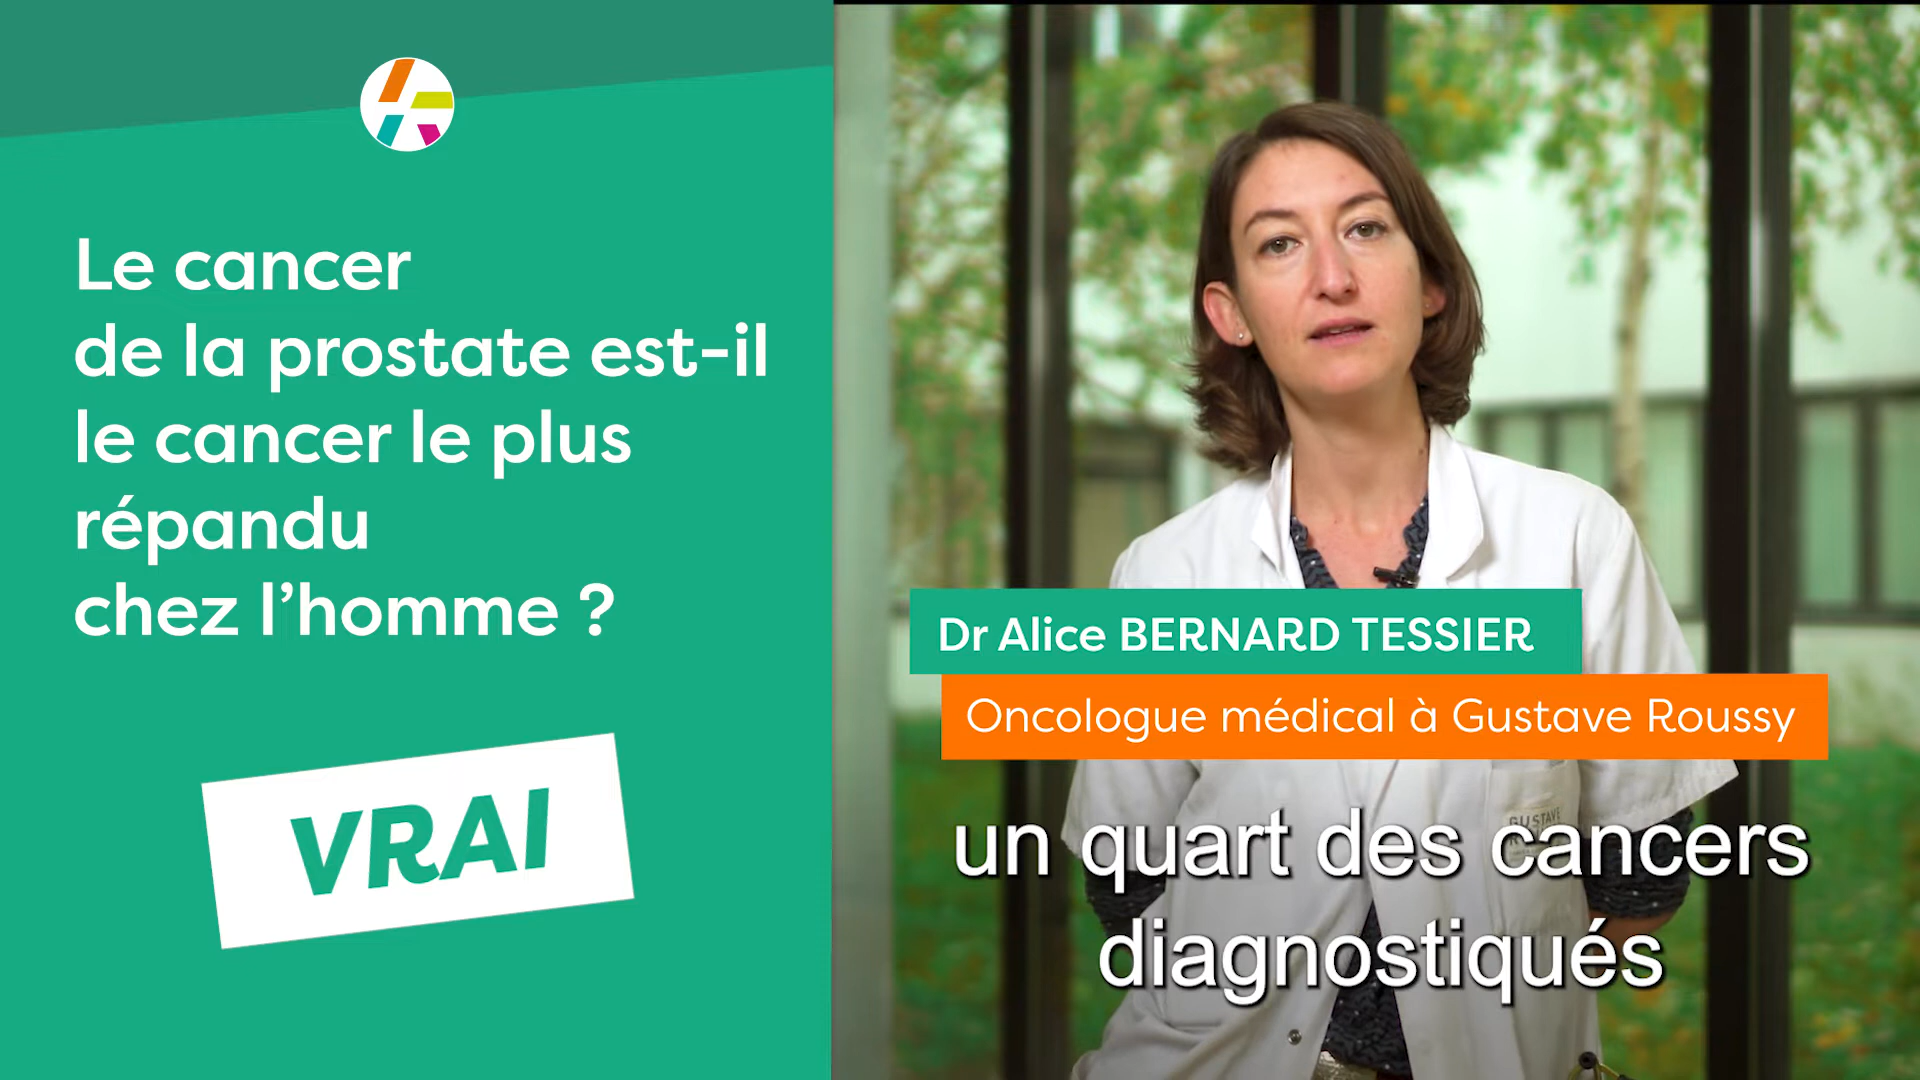 Le cancer
de la prostate est-il
le cancer le plus
répandu
chez l’homme ?
VRAI
Dr Alice BERNARD TESSIER
Oncologue médical à Gustave Roussy
GUSTAVE
un quart des cancers
diagnostiqués